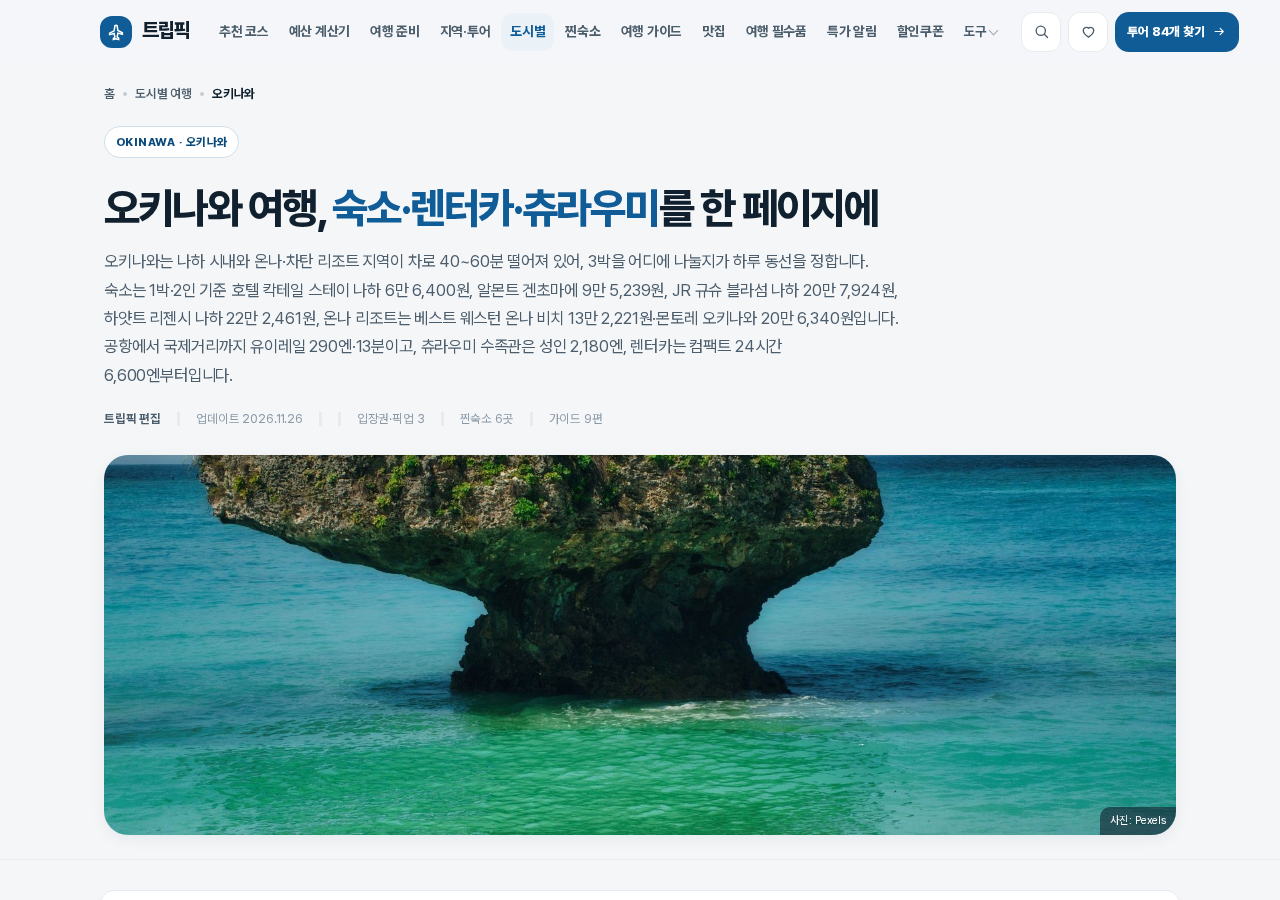 트립픽 추천 코스 예산 계산기 여행 준비 지역·투어 도시별 찐숙소 여행 가이드 맛집 여행 필수품 특가 알림 할인쿠폰 도구 투어 84개 찾기 →
홈 • 도시별 여행 • 오키나와
OKINAWA · 오키나와
오키나와 여행, 숙소·렌터카·츄라우미를 한 페이지에
오키나와는 나하 시내와 온나·차탄 리조트 지역이 차로 40~60분 떨어져 있어, 3박을 어디에 나눌지가 하루 동선을 정합니다.
숙소는 1박·2인 기준 호텔 칵테일 스테이 나하 6만 6,400원, 알몬트 겐초마에 9만 5,239원, JR 규슈 블라섬 나하 20만 7,924원,
하얏트 리젠시 나하 22만 2,461원, 온나 리조트는 베스트 웨스턴 온나 비치 13만 2,221원·몬토레 오키나와 20만 6,340원입니다.
공항에서 국제거리까지 유이레일 290엔·13분이고, 츄라우미 수족관은 성인 2,180엔, 렌터카는 컴팩트 24시간
6,600엔부터입니다.
트립픽 편집 | 업데이트 2026.11.26 | | 입장권·픽업 3 | 찐숙소 6곳 | 가이드 9편
사진: Pexels